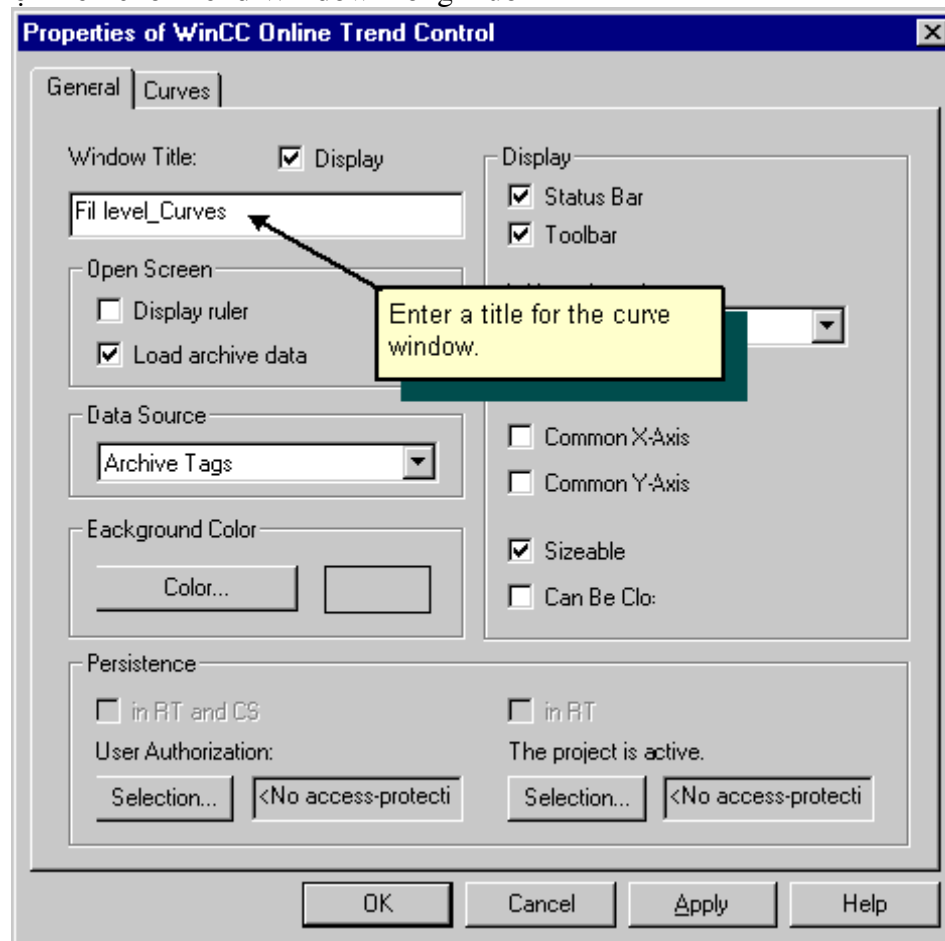 Properties of WinCC Online Trend Control
General
Curves
Window Title:
Display
Fil level_Curves
Open Screen
Display ruler
Load archive data
Data Source
Archive Tags
Eackground Color
Color...
Display
Status Bar
Toolbar
Enter a title for the curve
window.
Common X-Axis
Common Y-Axis
Sizeable
Can Be Clo:
Persistence
in RT and CS
User Authorization:
Selection...
<No access-protecti
in RT
The project is active.
Selection...
<No access-protecti
OK
Cancel
Apply
Help